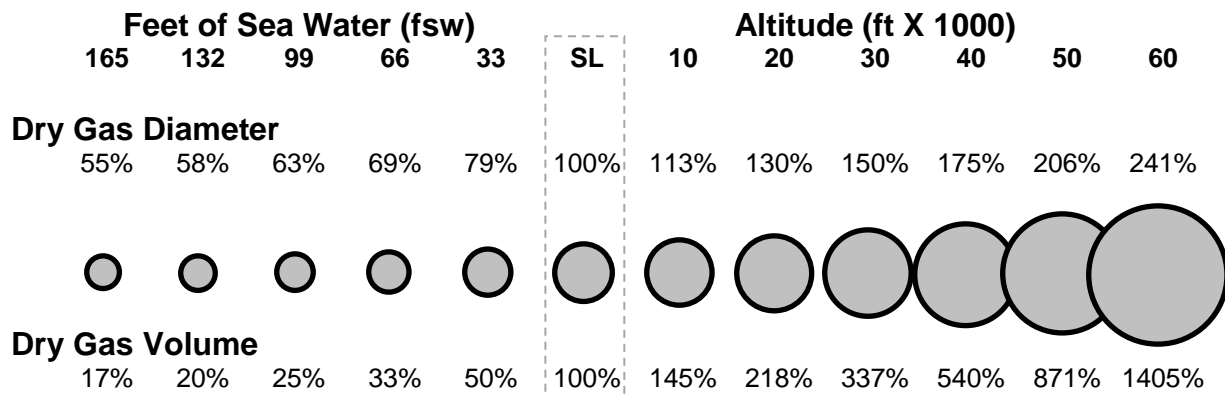 Feet of Sea Water (fsw) Altitude (ft X 1000)
165 132 99 66 33 SL 10 20 30 40 50 60
Dry Gas Diameter
55% 58% 63% 69% 79% 100% 113% 130% 150% 175% 206% 241%
Dry Gas Volume
17% 20% 25% 33% 50% 100% 145% 218% 337% 540% 871% 1405%